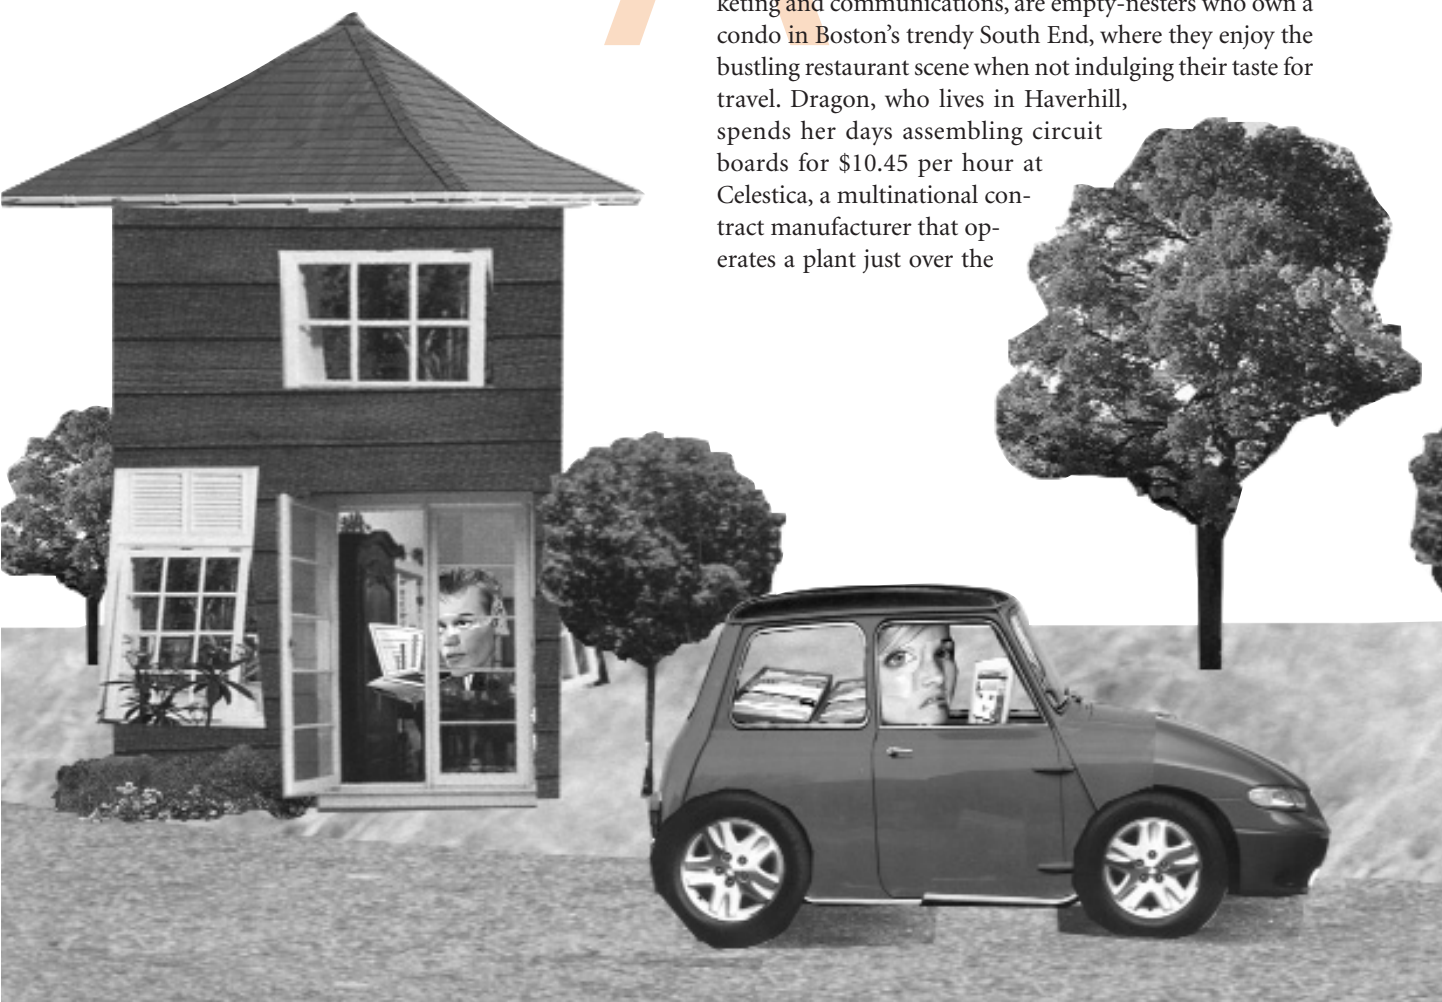 keting and communications, are empty-nesters who own a
condo in Boston’s trendy South End, where they enjoy the
bustling restaurant scene when not indulging their taste for
travel. Dragon, who lives in Haverhill,
spends her days assembling circuit
boards for $10.45 per hour at
Celestica, a multinational con-
tract manufacturer that op-
erates a plant just over the